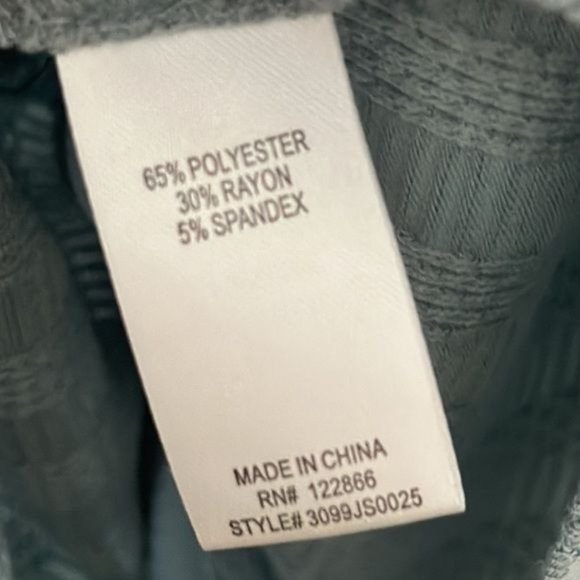 65% POLYESTER
30% RAYON
5% SPANDEX
MADE IN CHINA
RN# 122866
STYLE# 3099JS0025